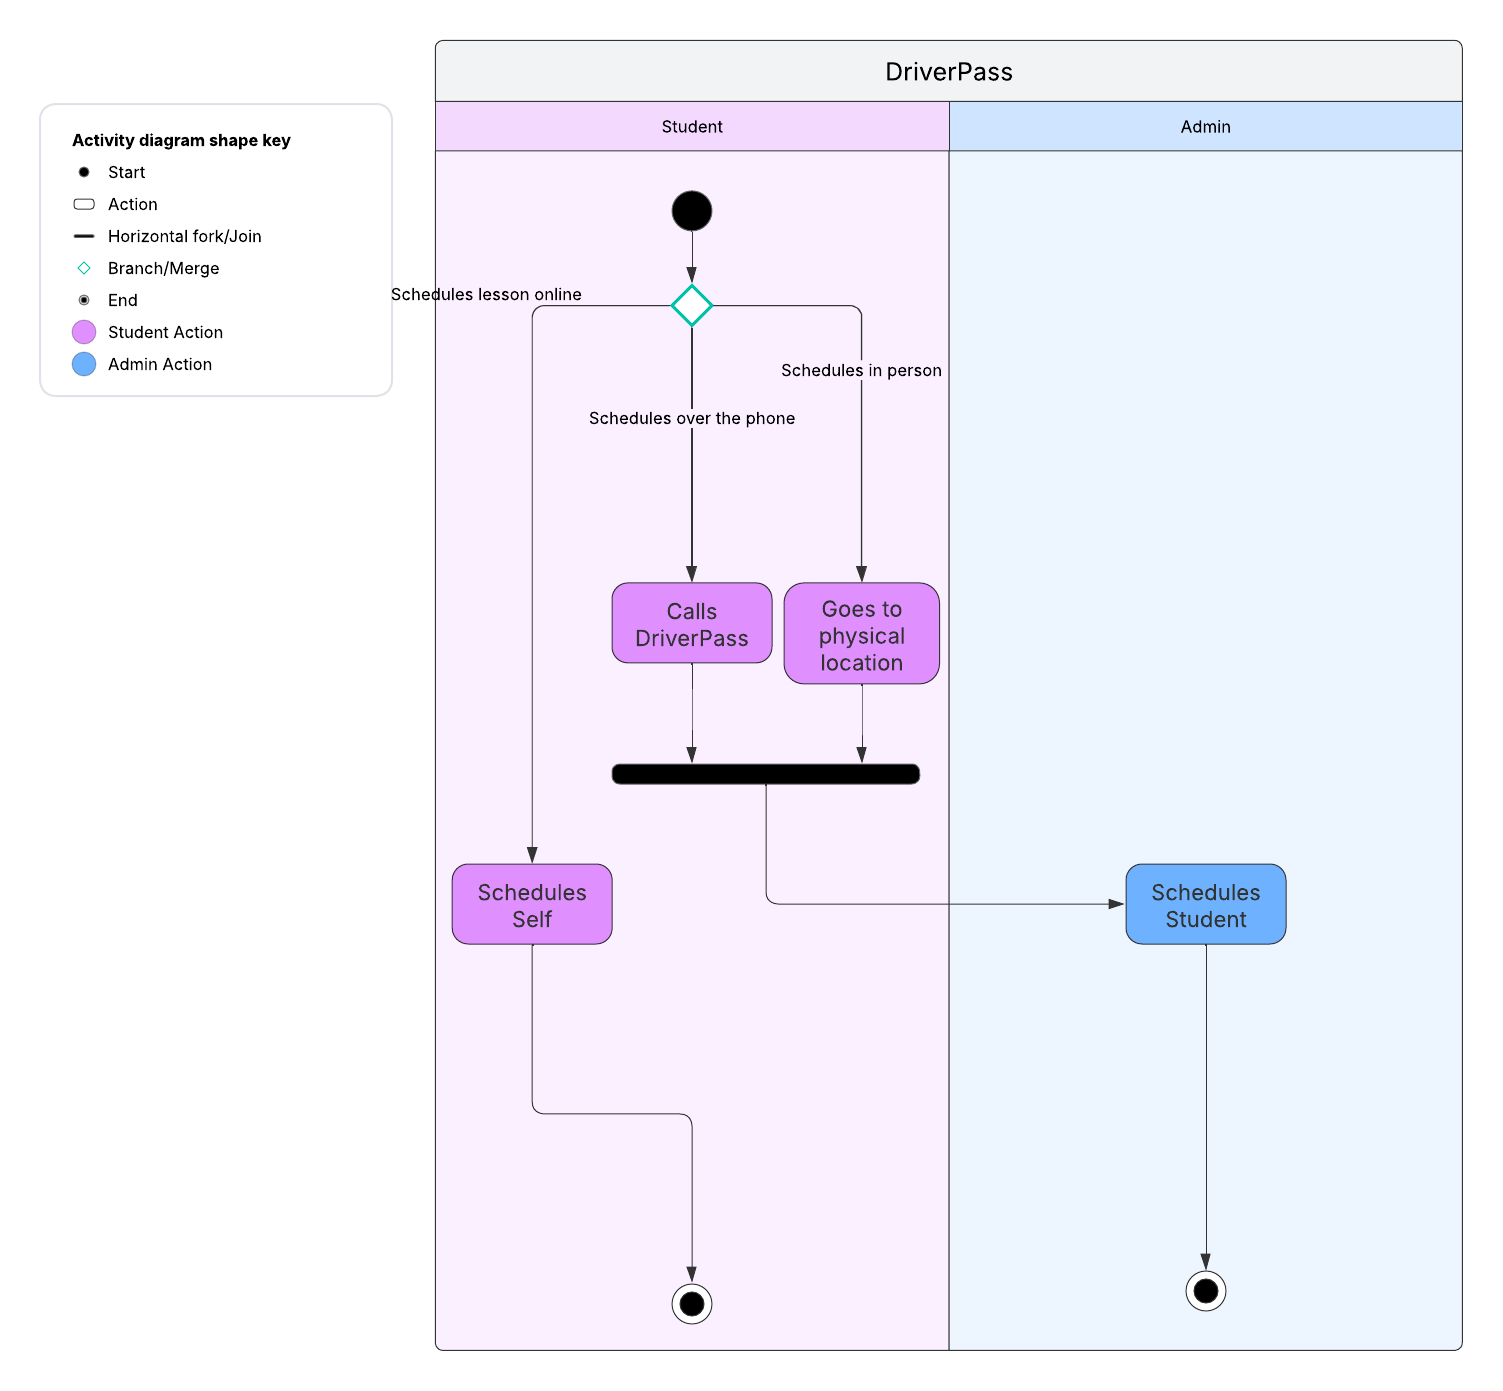 DriverPass
Student
Admin
Activity diagram shape key
Start
Action
Horizontal fork/Join
Branch/Merge
End
Student Action
Admin Action
Schedules lesson online
Schedules in person
Schedules over the phone
Calls
DriverPass
Goes to
physical
location
Schedules
Self
Schedules
Student